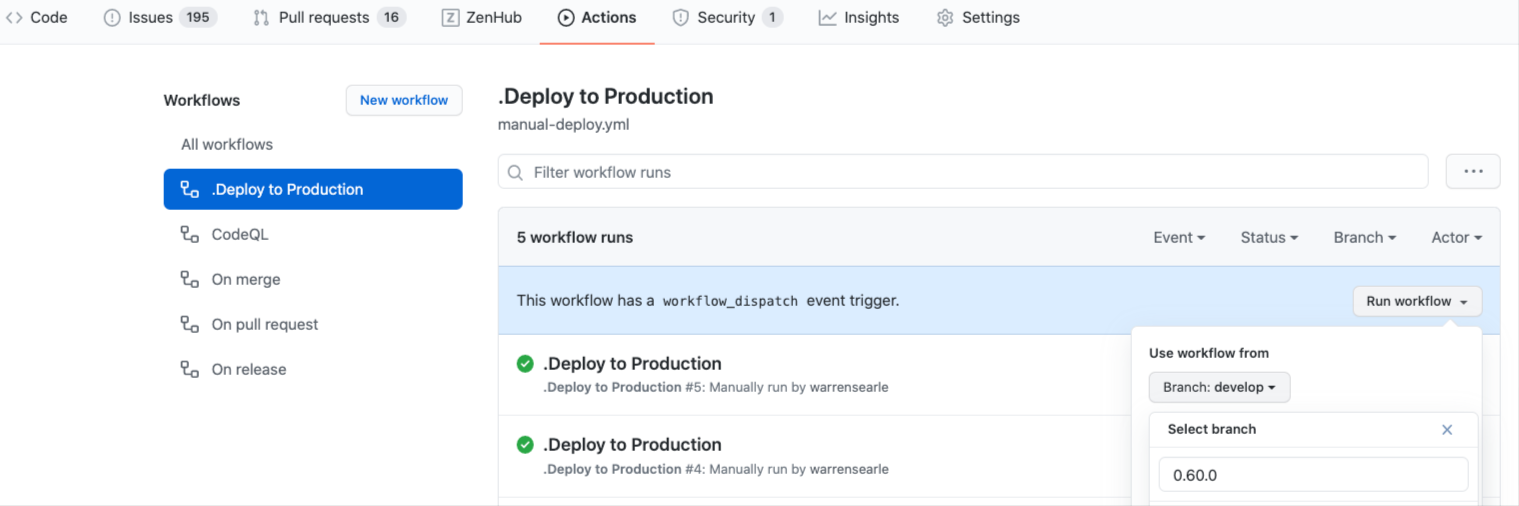 Code Issues 195 Pull requests 16 ZenHub Actions Security 1 Insights Settings
Workflows
New workflow
All workflows
.Deploy to Production
CodeQL
On merge
On pull request
On release
.Deploy to Production
manual-deploy.yml
Filter workflow runs
5 workflow runs Event Status Branch Actor
This workflow has a workflow_dispatch event trigger. Run workflow
.Deploy to Production
.Deploy to Production #5: Manually run by warrensearle
.Deploy to Production
.Deploy to Production #4: Manually run by warrensearle
Use workflow from
Branch: develop
Select branch
0.60.0